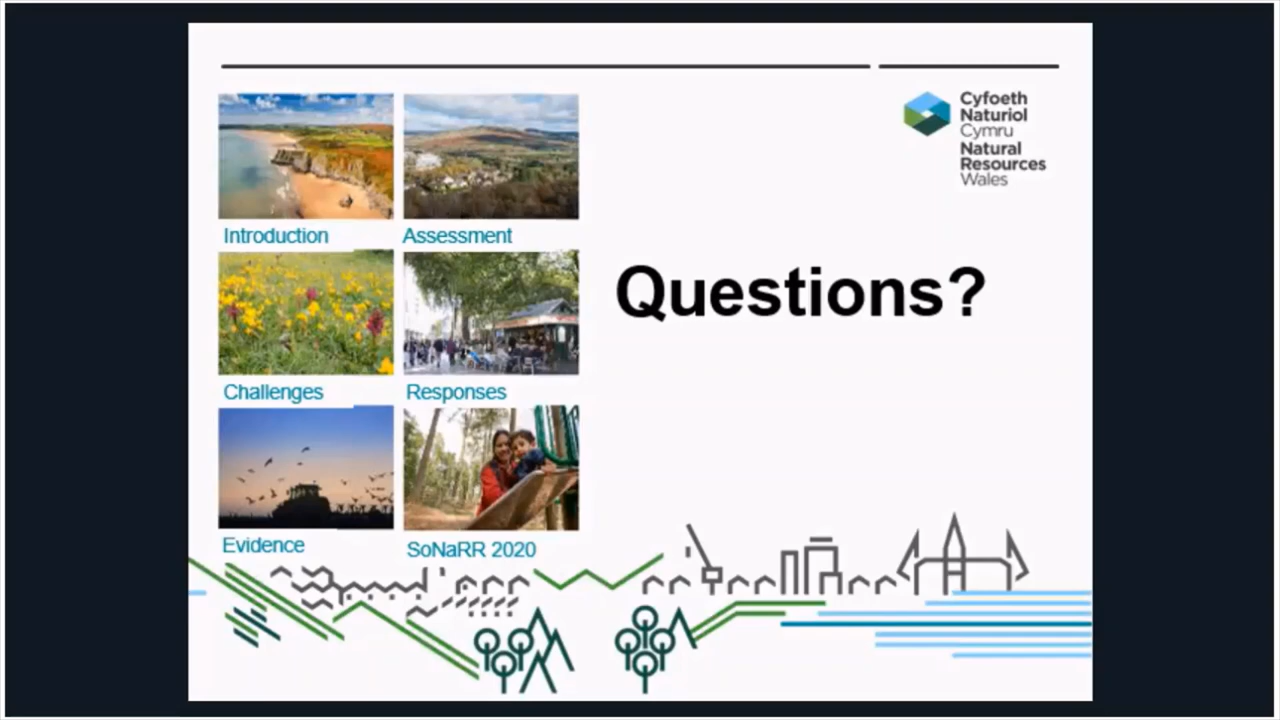 Cyfoeth
Naturiol
Cymru
Natural
Resources
Wales
Introduction
Assessment
Questions?
Challenges
Responses
Evidence
SoNaRR 2020